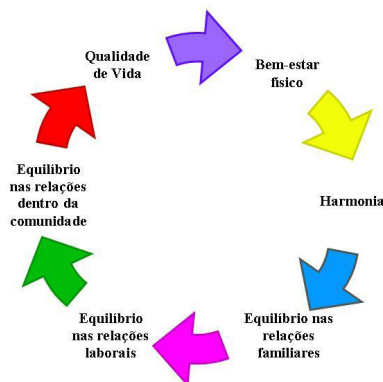 Qualidade
de Vida
Bem-estar
físico
Harmonia
Equilíbrio nas
relações
familiares
Equilíbrio
nas relações
laborais
Equilíbrio
nas relações
dentro da
comunidade